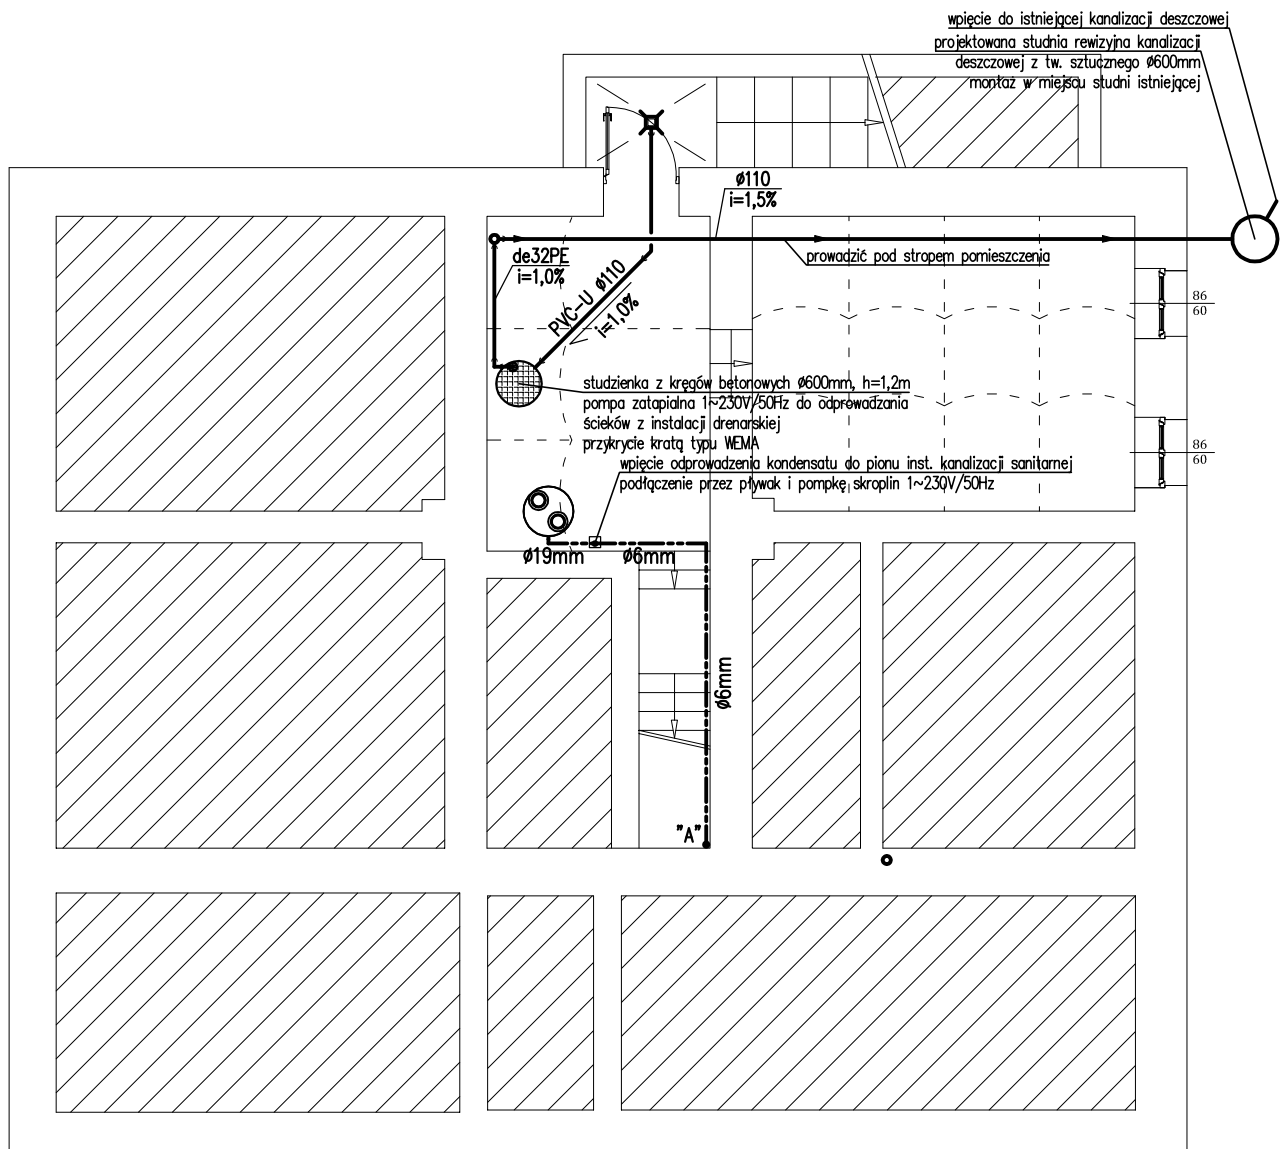 wpięcie do istniejącej kanalizacji deszczowej
projektowana studnia rewizyjna kanalizacji
deszczowej z tw. sztucznego ø600mm
montaż w miejscu studni istniejącej
ø110
i=1,5%
de32PE
i=1,0%
PVC-U ø110
i=1,0%
prowadzić pod stropem pomieszczenia
86
60
studzienka z kręgów betonowych ø600mm, h=1,2m
pompa zatapialna 1~230V/50Hz do odprowadzania
ścieków z instalacji drenarskiej
przykrycie kratą typu WEMA
86
60
wpięcie odprowadzenia kondensatu do pionu inst. kanalizacji sanitarnej
podłączenie przez pływak i pompkę skroplin 1~230V/50Hz
ø19mm
ø6mm
ø6mm
"A"